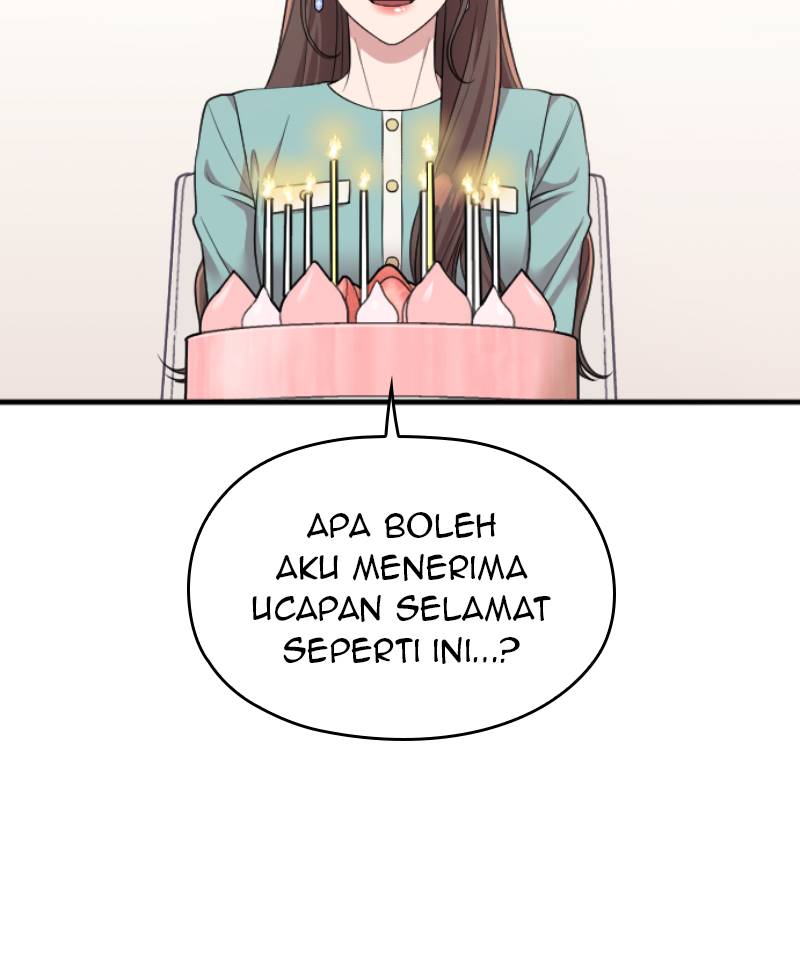 APA BOLEH
AKU MENERIMA
UCAPAN SELAMAT
SEPERTI INI...?